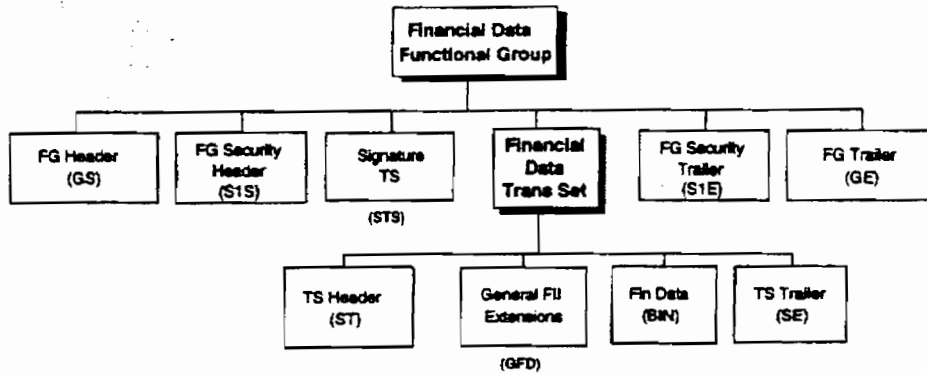 Financial Data
Functional Group
FG Header
(GS)
FG Security
Header
(S1S)
Signature
TS
(STS)
Financial
Data
Trans Set
FG Security
Trailer
(S1E)
FG Trailer
(GE)
TS Header
(ST)
General
Extensions
(GFD)
Fin Data
(BIN)
TS Trailer
(SE)